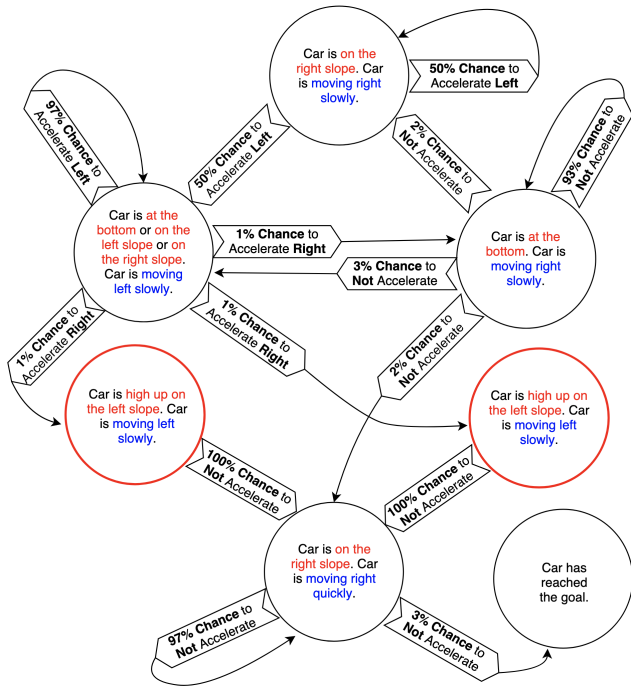 Car is on the
right slope. Car
is moving right
slowly.
50% Chance to
Accelerate Left
97% Chance to
Accelerate Left
50% Chance to
Accelerate Left
2% Chance to
Not Accelerate
93% Chance to
Not Accelerate
Car is at the
bottom or on the
left slope or on
the right slope.
Car is moving
left slowly.
1% Chance to
Accelerate Right
3% Chance to
Not Accelerate
Car is at the
bottom. Car is
moving right
slowly.
1% Chance to
Accelerate Right
1% Chance to
Accelerate Right
2% Chance to
Not Accelerate
Car is high up on
the left slope. Car
is moving left
slowly.
Car is high up on
the left slope. Car
is moving left
slowly.
100% Chance to
Not Accelerate
100% Chance to
Not Accelerate
Car is on the
right slope. Car
is moving right
quickly.
Car has
reached
the goal.
97% Chance to
Not Accelerate
3% Chance to
Not Accelerate